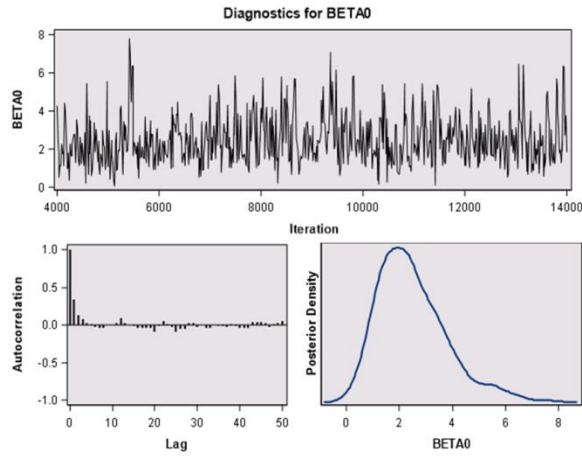 Diagnostics for BETA0
BETA0
8
6
4
2
0
4000 6000 8000 10000 12000 14000
Iteration
Autocorrelation
1.0
0.5
0.0
-0.5
-1.0
0 10 20 30 40 50
Lag
Posterior Density
0 2 4 6 8
BETA0